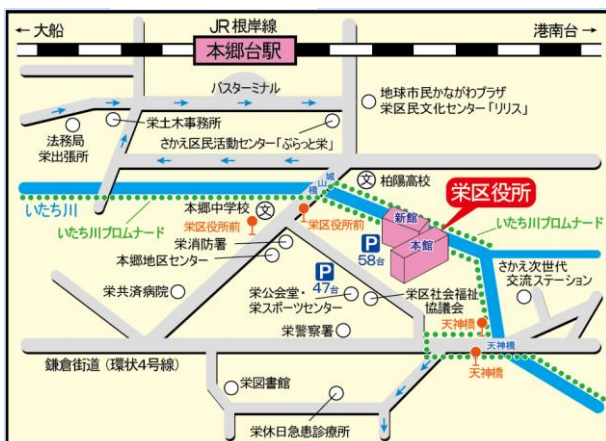 ← 大船
JR根岸線
港南台 →
本郷台駅
バスターミナル
地球市民かながわプラザ
栄区民文化センター「リリス」
栄土木事務所
法務局
栄出張所
さかえ区民活動センター「ぷらっと栄」
城山橋
文
柏陽高校
栄区役所
いたち川
いたち川プロムナード
本郷中学校
文
栄区役所前
栄区役所前
新館
本館
いたち川プロムナード
栄消防署
本郷地区センター
P
58台
P
47台
さかえ次世代
交流ステーション
栄共済病院
栄公会堂・
栄スポーツセンター
栄区社会福祉
協議会
天神橋
栄警察署
天神橋
鎌倉街道(環状4号線)
天神橋
栄図書館
栄休日急患診療所